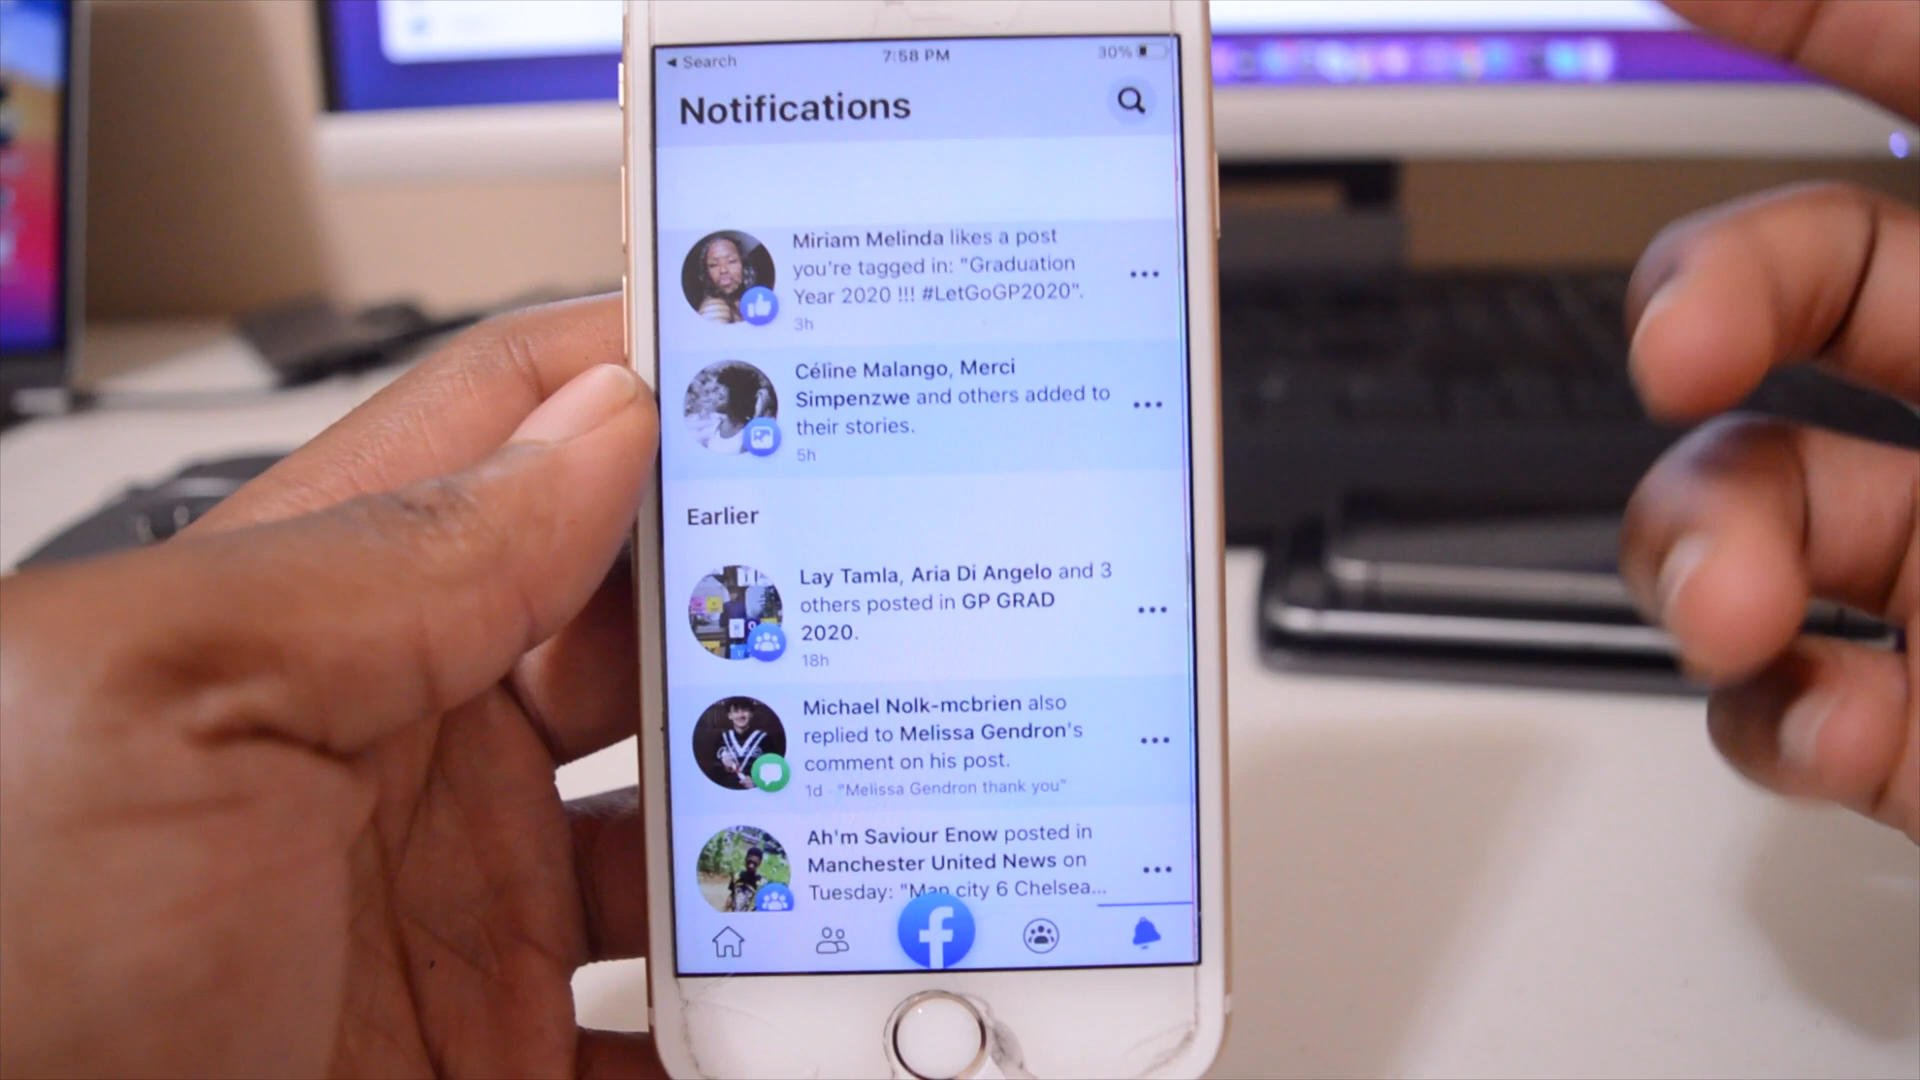 ◀ Search
7:58 PM
30%
Notifications
Miriam Melinda likes a post
you're tagged in: "Graduation
Year 2020 !!! #LetGoGP2020".
3h
Céline Malango, Merci
Simpenzwe and others added to
their stories.
5h
Earlier
Lay Tamla, Aria Di Angelo and 3
others posted in GP GRAD
2020.
18h
Michael Nolk-mcbrien also
replied to Melissa Gendron's
comment on his post.
1d · "Melissa Gendron thank you"
Ah'm Saviour Enow posted in
Manchester United News on
Tuesday: "Man city 6 Chelsea...